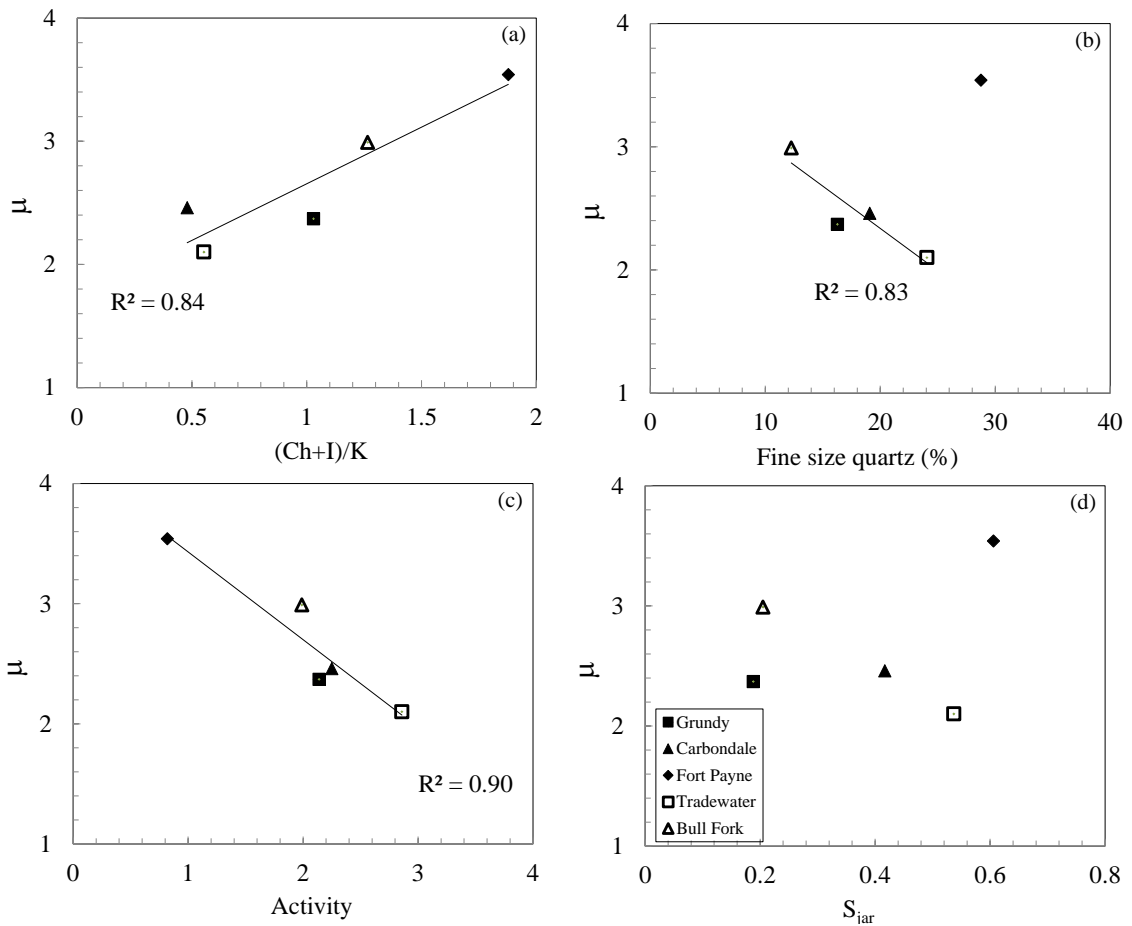 4
(a)
3
μ
2
R² = 0.84
1
0 0.5 1 1.5 2
(Ch+I)/K
4
(b)
3
μ
2
R² = 0.83
1
0 10 20 30 40
Fine size quartz (%)
4
(c)
3
μ
2
R² = 0.90
1
0 1 2 3 4
Activity
4
(d)
3
μ
2
Grundy
Carbondale
Fort Payne
Tradewater
Bull Fork
1
0 0.2 0.4 0.6 0.8
S_jar